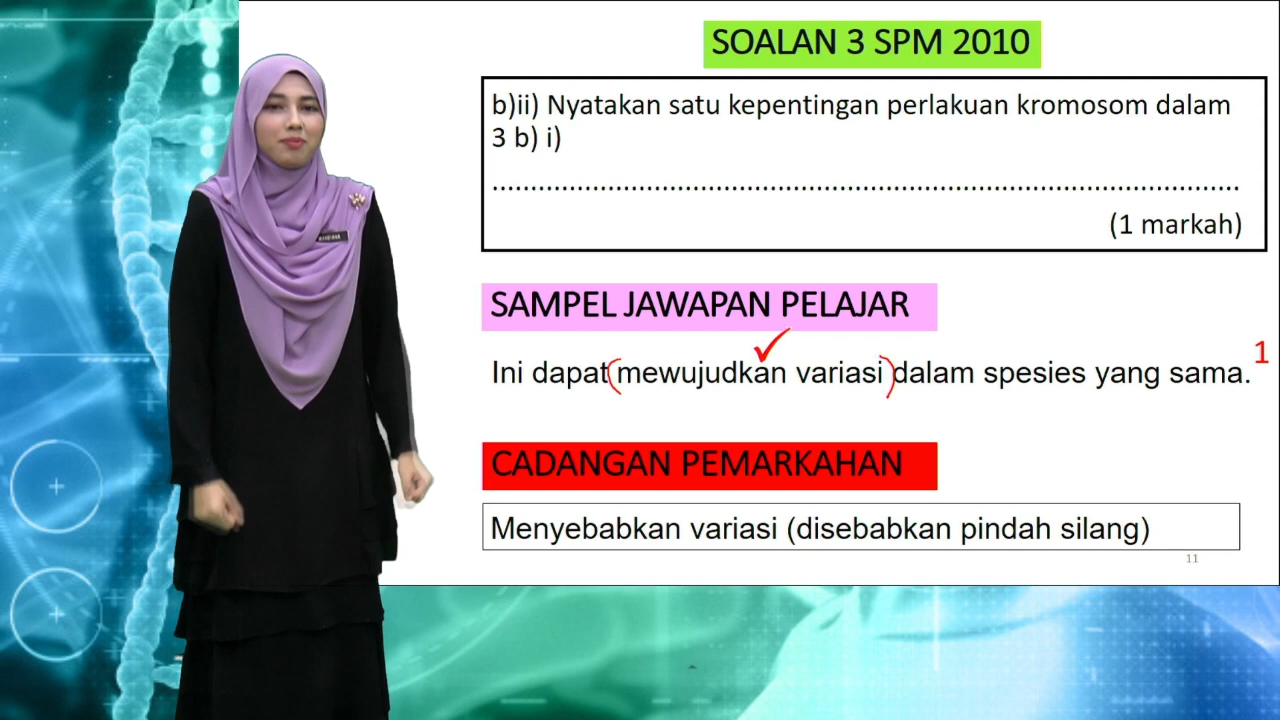 SOALAN 3 SPM 2010
b)ii) Nyatakan satu kepentingan perlakuan kromosom dalam
3 b) i)
................................................................................................
(1 markah)
SAMPEL JAWAPAN PELAJAR
1
Ini dapat (mewujudkan variasi) dalam spesies yang sama.
CADANGAN PEMARKAHAN
Menyebabkan variasi (disebabkan pindah silang)
11